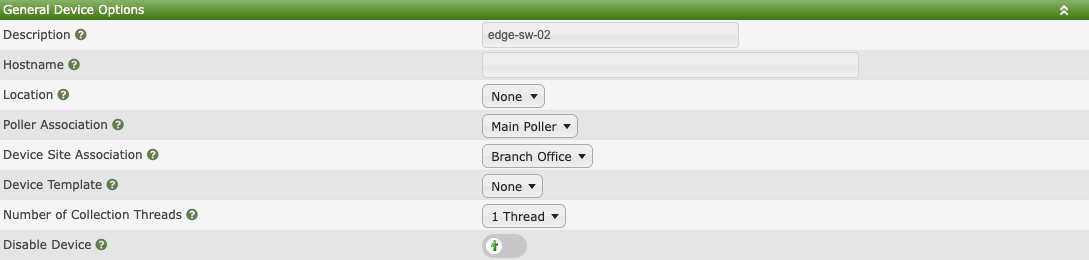 General Device Options
Description edge-sw-02
Hostname
Location None
Poller Association Main Poller
Device Site Association Branch Office
Device Template None
Number of Collection Threads 1 Thread
Disable Device